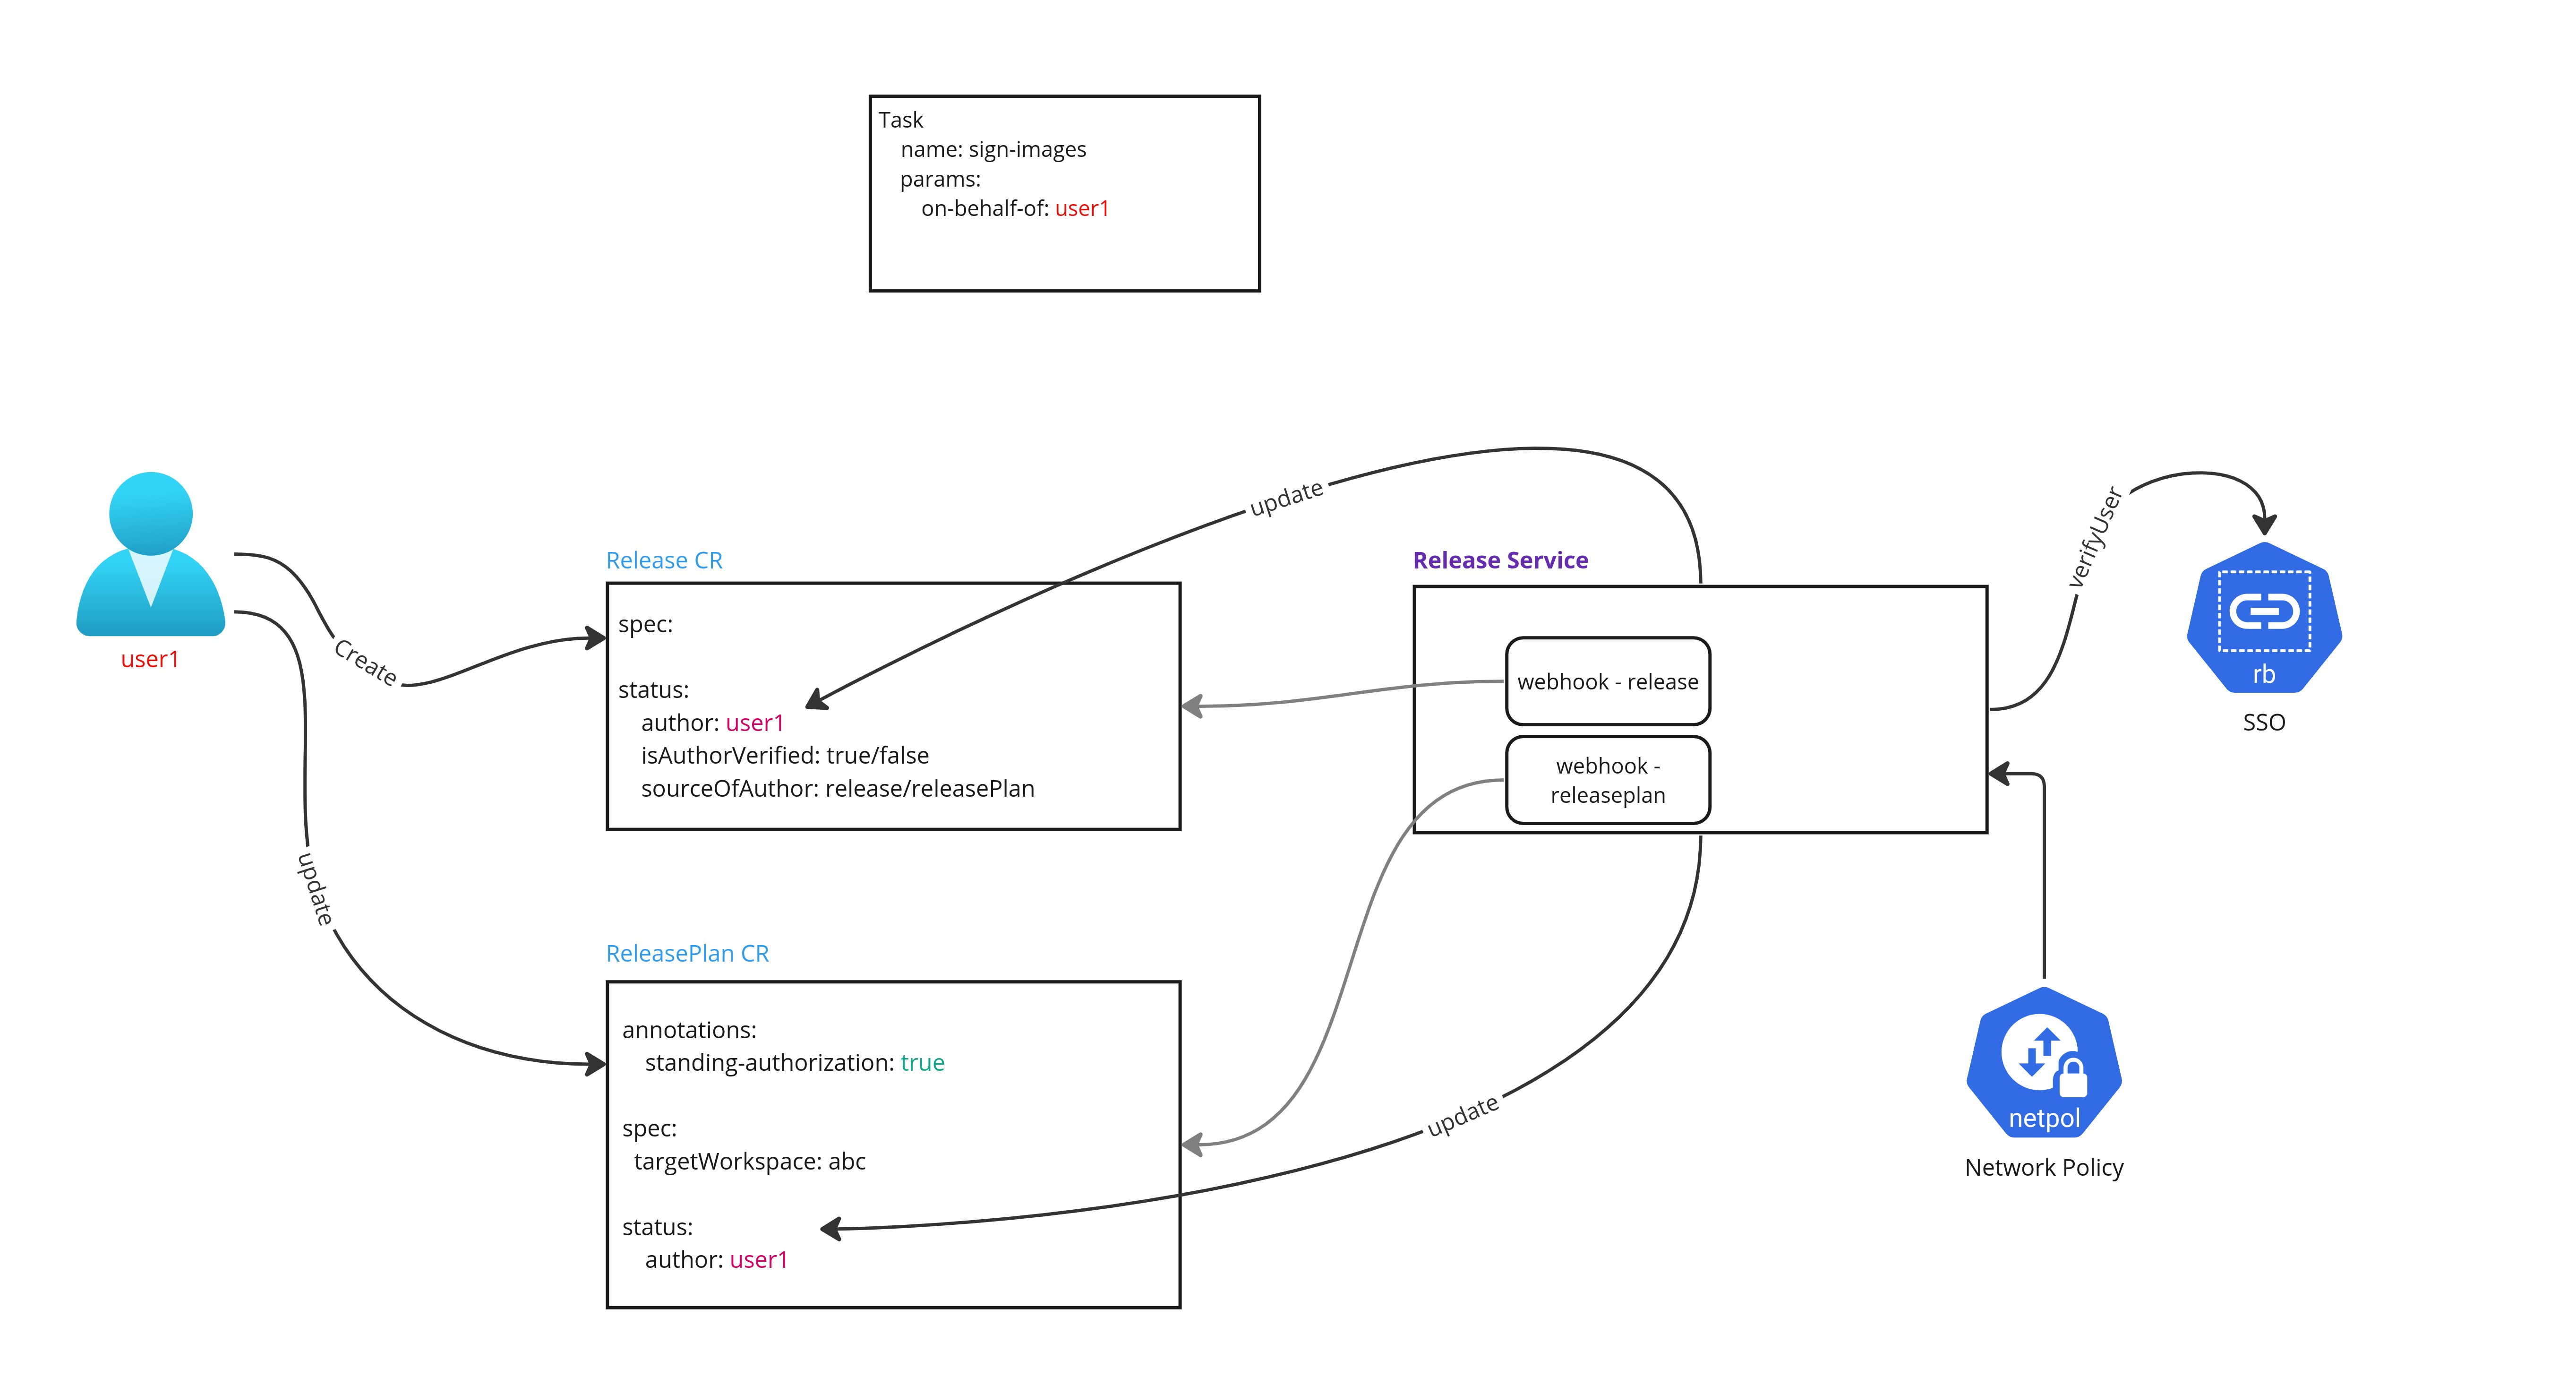 Task
name: sign-images
params:
on-behalf-of: user1
user1
Create
update
Release CR
spec:
status:
author: user1
isAuthorVerified: true/false
sourceOfAuthor: release/releasePlan
update
Release Service
webhook - release
webhook -
releaseplan
verifyUser
rb
SSO
ReleasePlan CR
annotations:
standing-authorization: true
spec:
targetWorkspace: abc
status:
author: user1
update
netpol
Network Policy